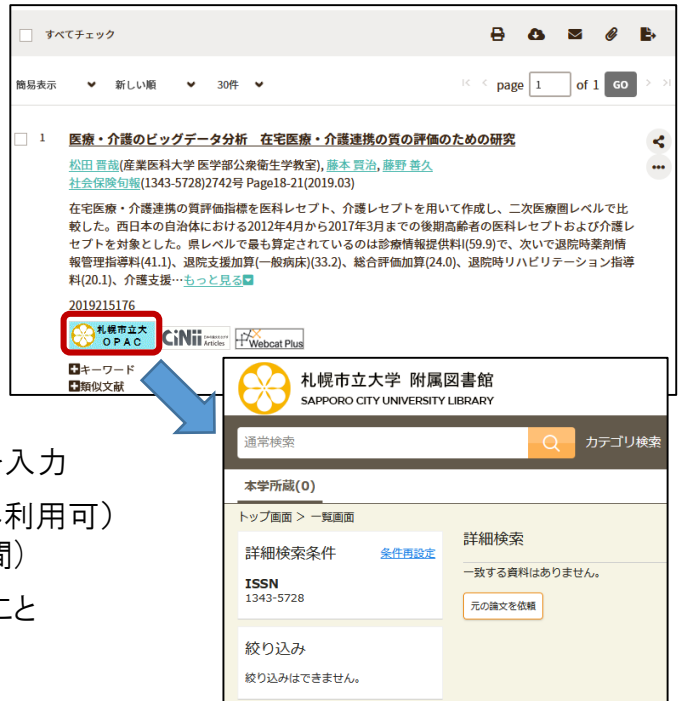 すべてチェック
簡易表示 新しい順 30件 page 1 of 1 GO
1 医療・介護のビッグデータ分析 在宅医療・介護連携の質の評価のための研究
松田 晋哉(産業医科大学 医学部公衆衛生学教室), 藤本 賢治, 藤野 善久
社会保険旬報(1343-5728)2742号 Page18-21(2019.03)
在宅医療・介護連携の質評価指標を医科レセプト、介護レセプトを用いて作成し、二次医療圏レベルで比
較した。西日本の自治体における2012年4月から2017年3月までの後期高齢者の医科レセプトおよび介護レ
セプトを対象とした。県レベルで最も算定されているのは診療情報提供料I(59.9)で、次いで退院時薬剤情
報管理指導料(41.1)、退院支援加算(一般病床)(33.2)、総合評価加算(24.0)、退院時リハビリテーション指導
料(20.1)、介護支援…もっと見る
2019215176
札幌市立大
OPAC
CiNii Articles
Webcat Plus
キーワード
類似文献
入力
利用可）
間）
こと
札幌市立大学 附属図書館
SAPPORO CITY UNIVERSITY LIBRARY
通常検索 カテゴリ検索
本学所蔵(0)
トップ画面 > 一覧画面
詳細検索条件 条件再設定
ISSN
1343-5728
絞り込み
絞り込みはできません。
詳細検索
一致する資料はありません。
元の論文を依頼